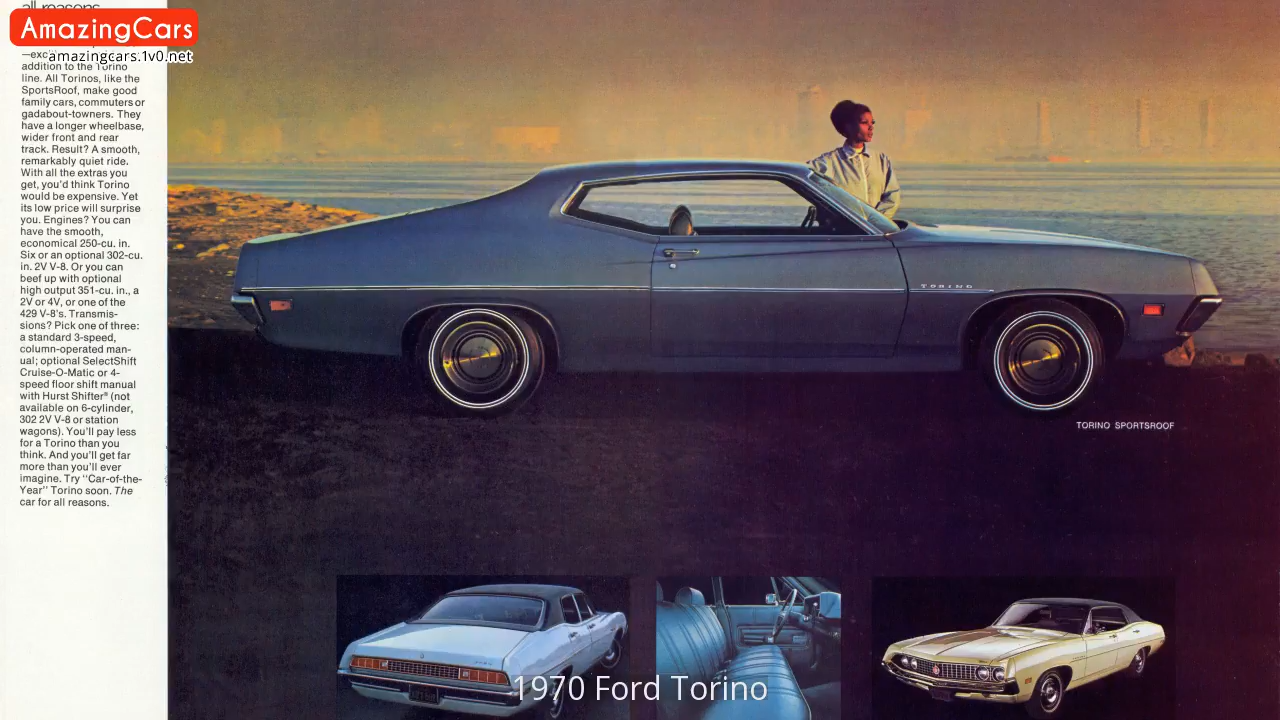 all reasons
AmazingCars
amazingcars.1v0.net
addition to the Torino
line. All Torinos, like the
SportsRoof, make good
family cars, commuters or
gadabout-towners. They
have a longer wheelbase,
wider front and rear
track. Result? A smooth,
remarkably quiet ride.
With all the extras you
get, you'd think Torino
would be expensive. Yet
its low price will surprise
you. Engines? You can
have the smooth,
economical 250-cu. in.
Six or an optional 302-cu.
in. 2V V-8. Or you can
beef up with optional
high output 351-cu. in., a
2V or 4V, or one of the
429 V-8's. Transmis-
sions? Pick one of three:
a standard 3-speed,
column-operated man-
ual; optional SelectShift
Cruise-O-Matic or 4-
speed floor shift manual
with Hurst Shifter® (not
available on 6-cylinder,
302 2V V-8 or station
wagons). You'll pay less
for a Torino than you
think. And you'll get far
more than you'll ever
imagine. Try "Car-of-the-
Year" Torino soon. The
car for all reasons.
TORINO
TORINO SPORTSROOF
1970 Ford Torino